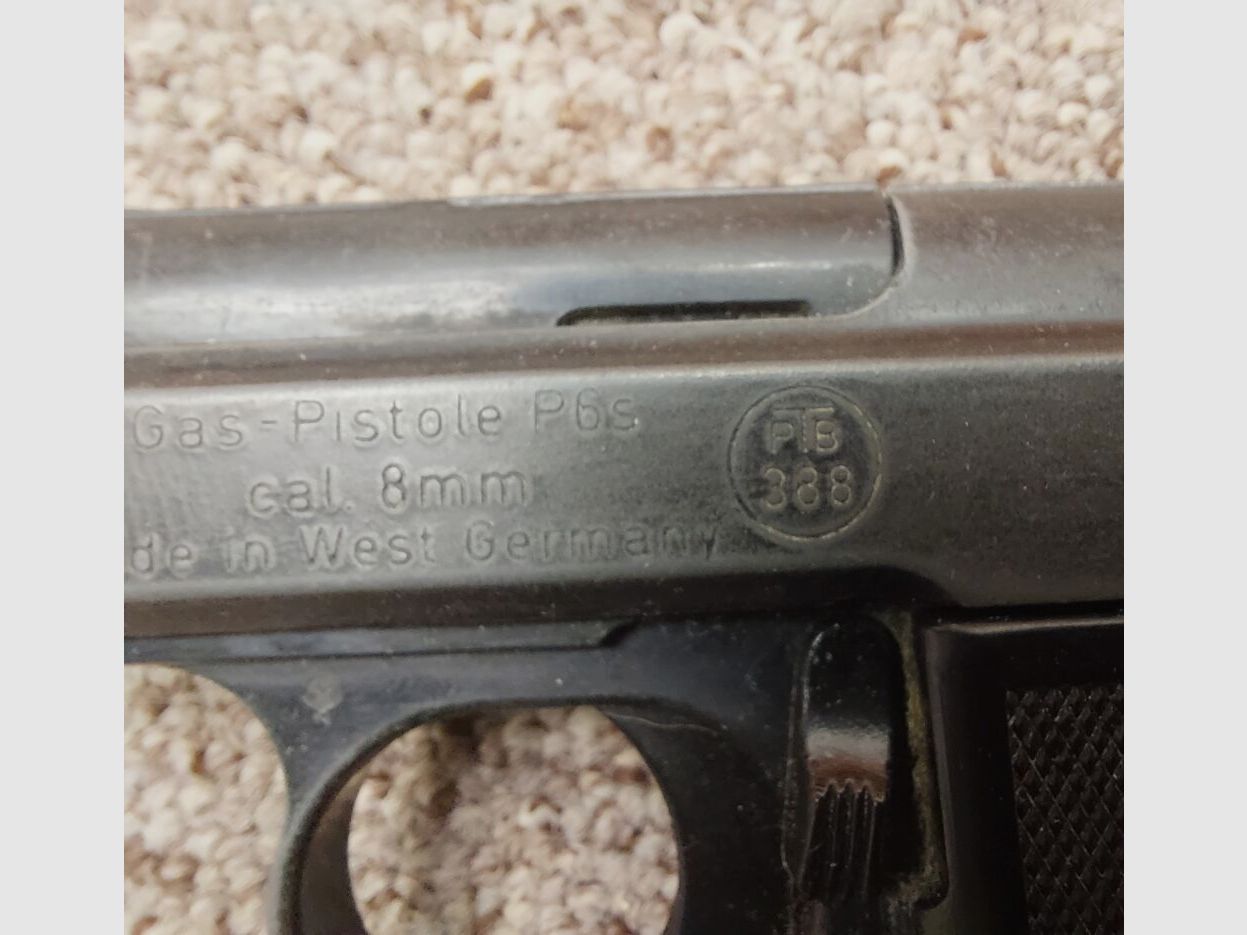 Gas-Pistole P6s
cal. 8mm
de in West Germany
PTB
388